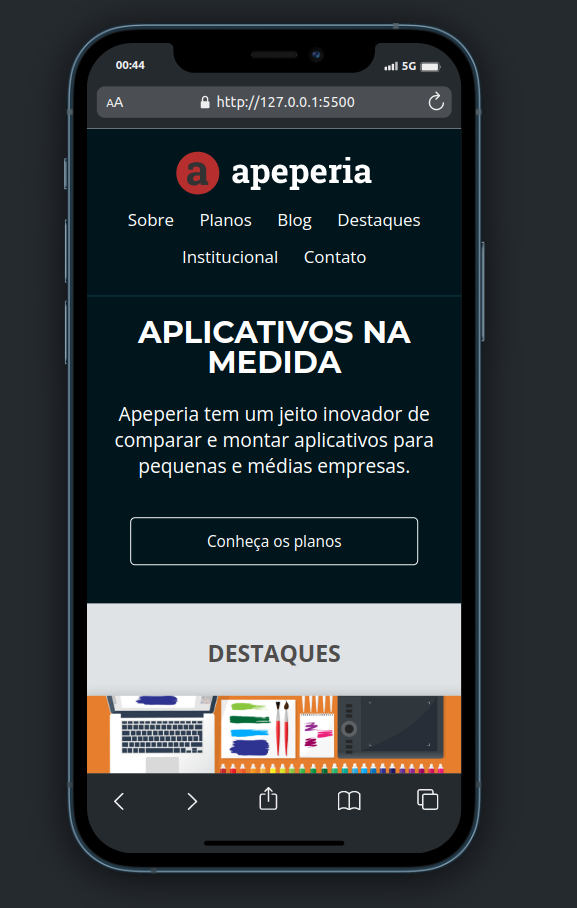 00:44
5G
AA
http://127.0.0.1:5500
a apeperia
Sobre Planos Blog Destaques
Institucional Contato
APLICATIVOS NA
MEDIDA
Apeperia tem um jeito inovador de
comparar e montar aplicativos para
pequenas e médias empresas.
Conheça os planos
DESTAQUES